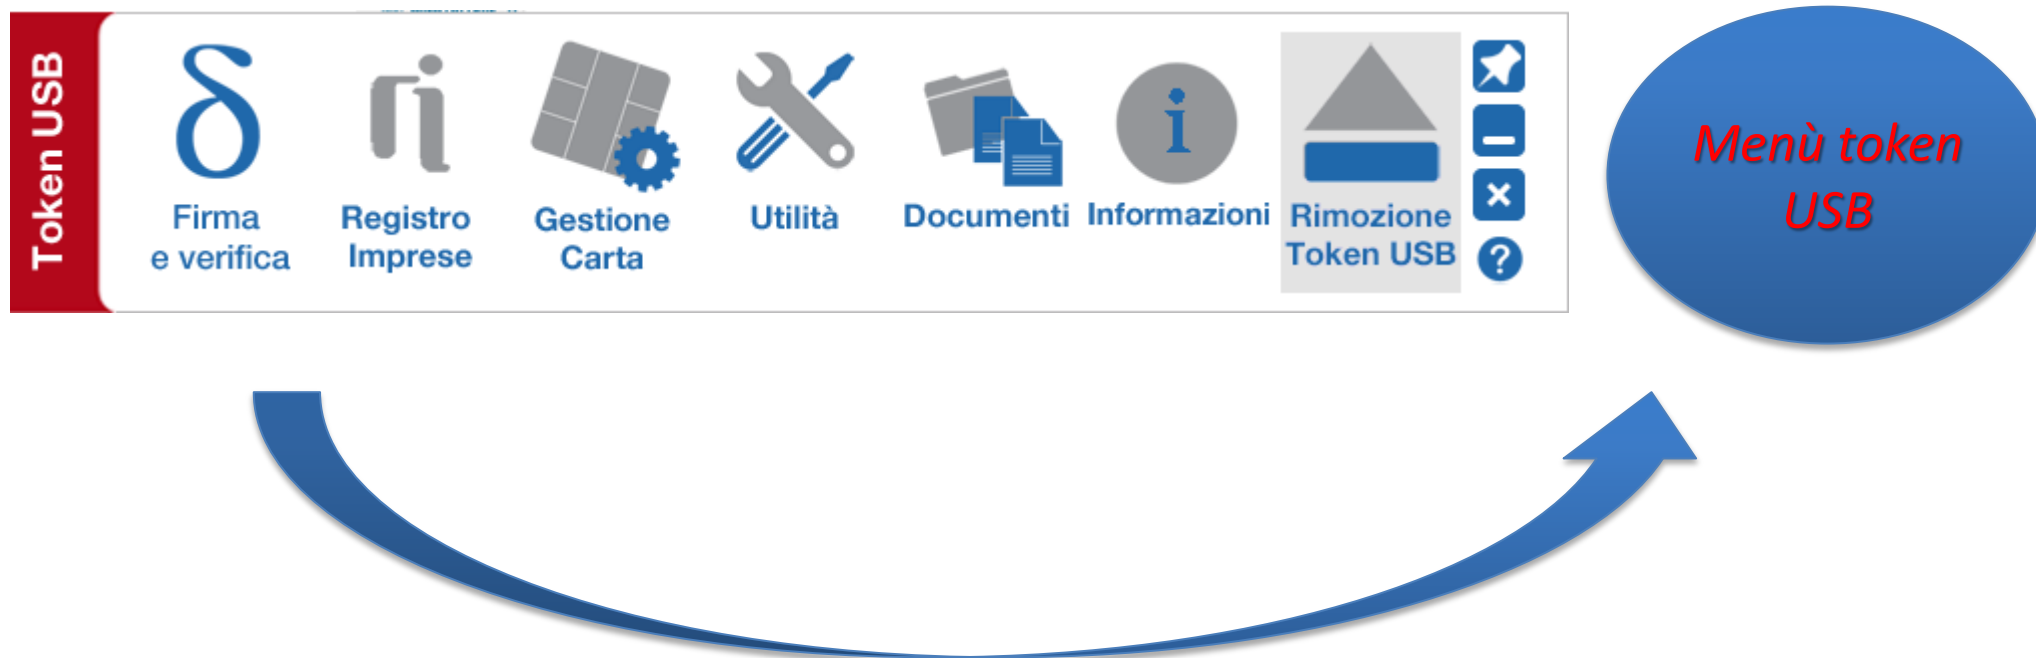 Token USB
Firma
e verifica
Registro
Imprese
Gestione
Carta
Utilità
Documenti
Informazioni
Rimozione
Token USB
Menù token
USB